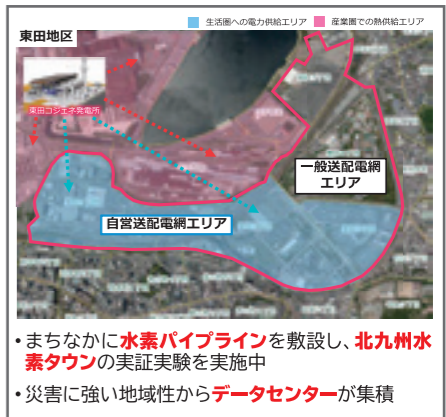 生活圏への電力供給エリア 産業圏での熱供給エリア
東田地区
東田コジェネ発電所
一般送配電網
エリア
自営送配電網エリア
•まちなかに水素パイプラインを敷設し、北九州水
素タウンの実証実験を実施中
•災害に強い地域性からデータセンターが集積